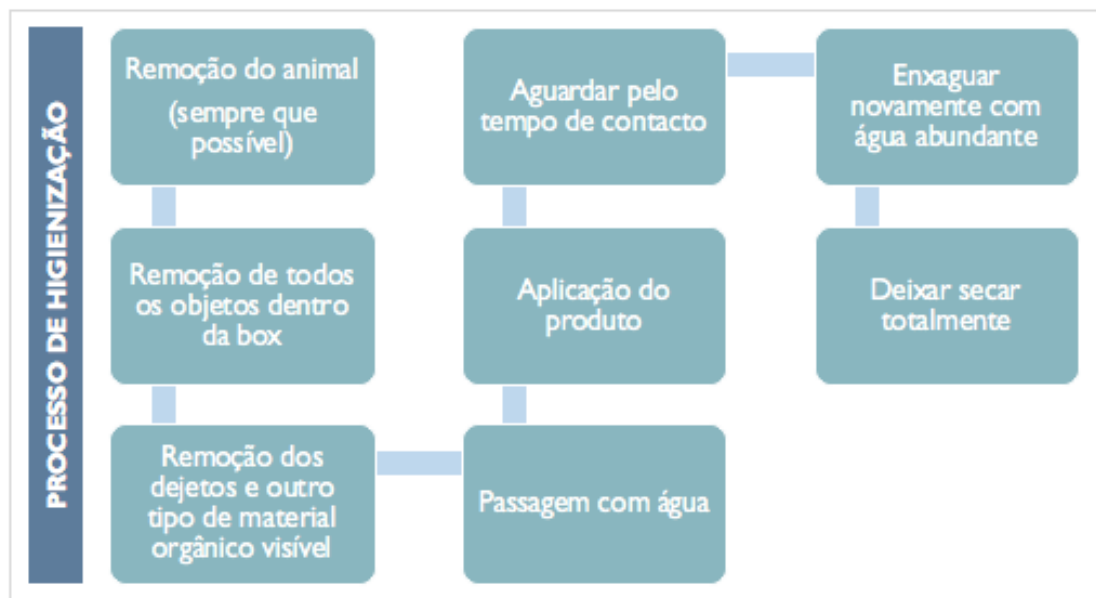 PROCESSO DE HIGIENIZAÇÃO
Remoção do animal
(sempre que
possível)
Remoção de todos
os objetos dentro
da box
Remoção dos
dejetos e outro
tipo de material
orgânico visível
Passagem com água
Aplicação do
produto
Aguardar pelo
tempo de contacto
Enxaguar
novamente com
água abundante
Deixar secar
totalmente